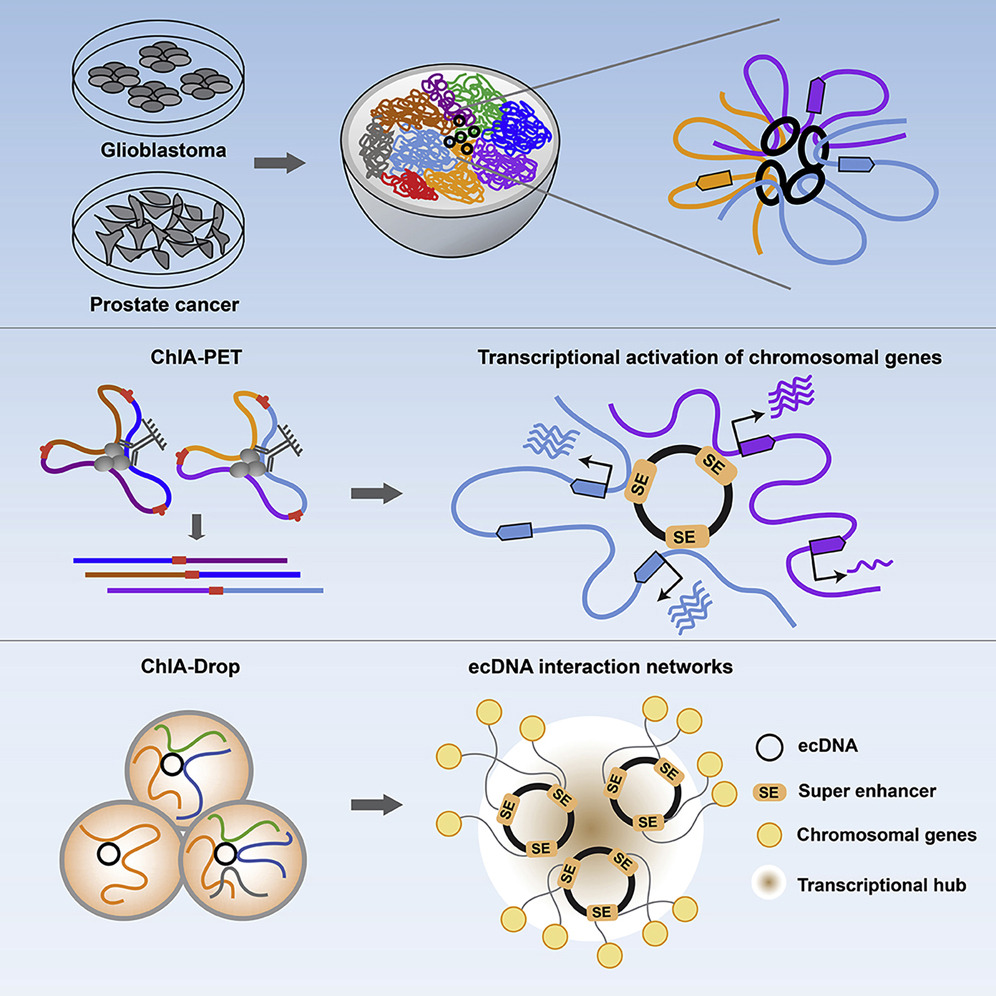 Glioblastoma
Prostate cancer
ChIA-PET
Transcriptional activation of chromosomal genes
SE
SE
SE
ChIA-Drop
ecDNA interaction networks
SE
SE
SE
SE
SE
SE
SE
SE
SE
ecDNA
SE
Super enhancer
Chromosomal genes
Transcriptional hub